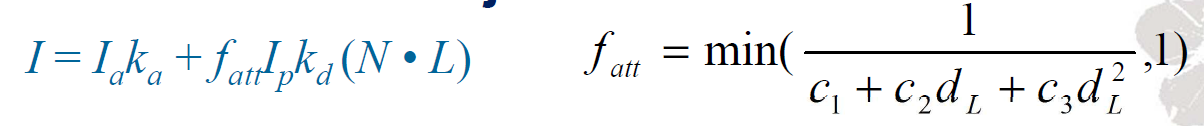 I = I_a k_a + f_att I_p k_d (N • L)
f_att = min( 1 / (c_1 + c_2 d_L + c_3 d_L^2) ,1)